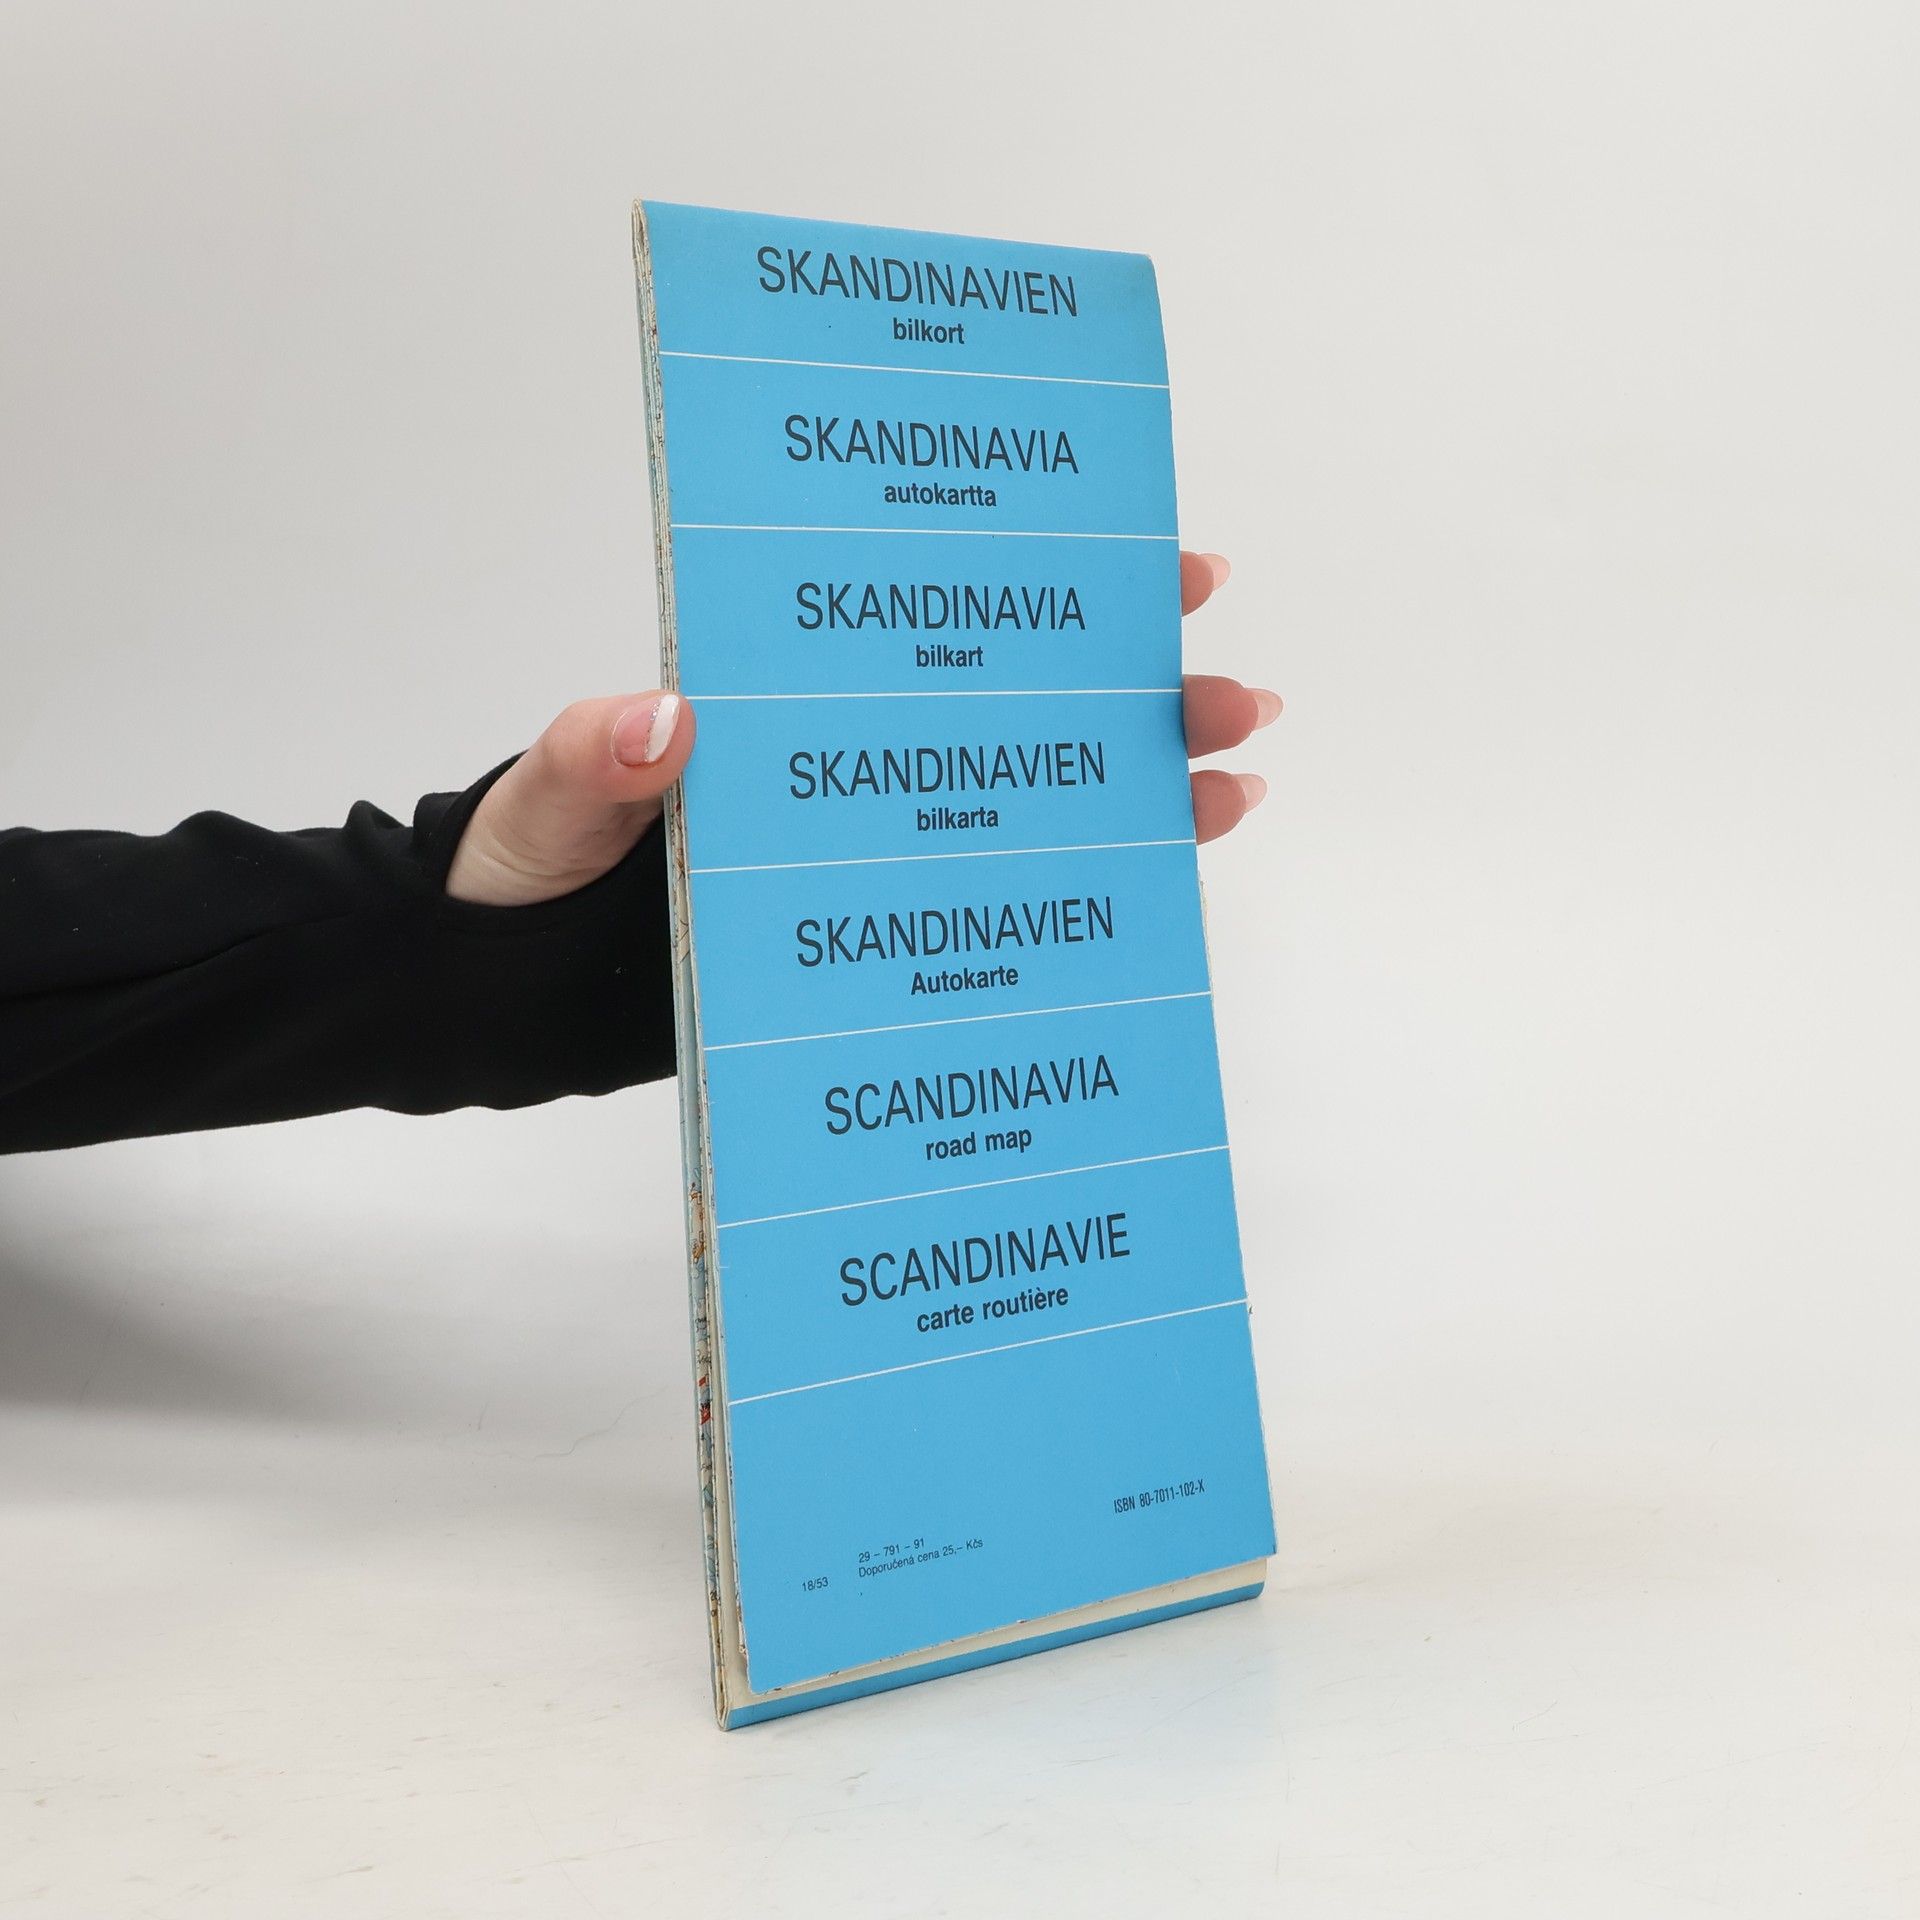 SKANDINAVIEN
bilkort
SKANDINAVIA
autokartta
SKANDINAVIA
bilkart
SKANDINAVIEN
bilkarta
SKANDINAVIEN
Autokarte
SCANDINAVIA
road map
SCANDINAVIE
carte routière
ISBN 80-7011-102-X
29 – 791 – 91
18/53 Doporučená cena 25,– Kčs